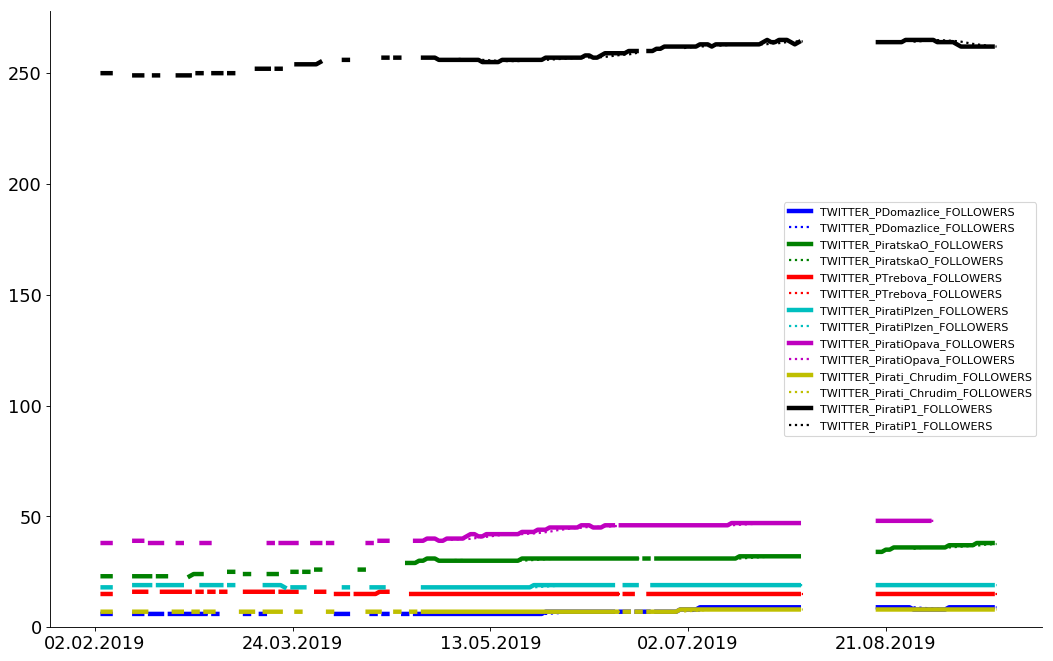 250
200
150
100
50
0
02.02.2019 24.03.2019 13.05.2019 02.07.2019 21.08.2019
TWITTER_PDomazlice_FOLLOWERS
TWITTER_PDomazlice_FOLLOWERS
TWITTER_PiratskaO_FOLLOWERS
TWITTER_PiratskaO_FOLLOWERS
TWITTER_PTrebova_FOLLOWERS
TWITTER_PTrebova_FOLLOWERS
TWITTER_PiratiPlzen_FOLLOWERS
TWITTER_PiratiPlzen_FOLLOWERS
TWITTER_PiratiOpava_FOLLOWERS
TWITTER_PiratiOpava_FOLLOWERS
TWITTER_Pirati_Chrudim_FOLLOWERS
TWITTER_Pirati_Chrudim_FOLLOWERS
TWITTER_PiratiP1_FOLLOWERS
TWITTER_PiratiP1_FOLLOWERS